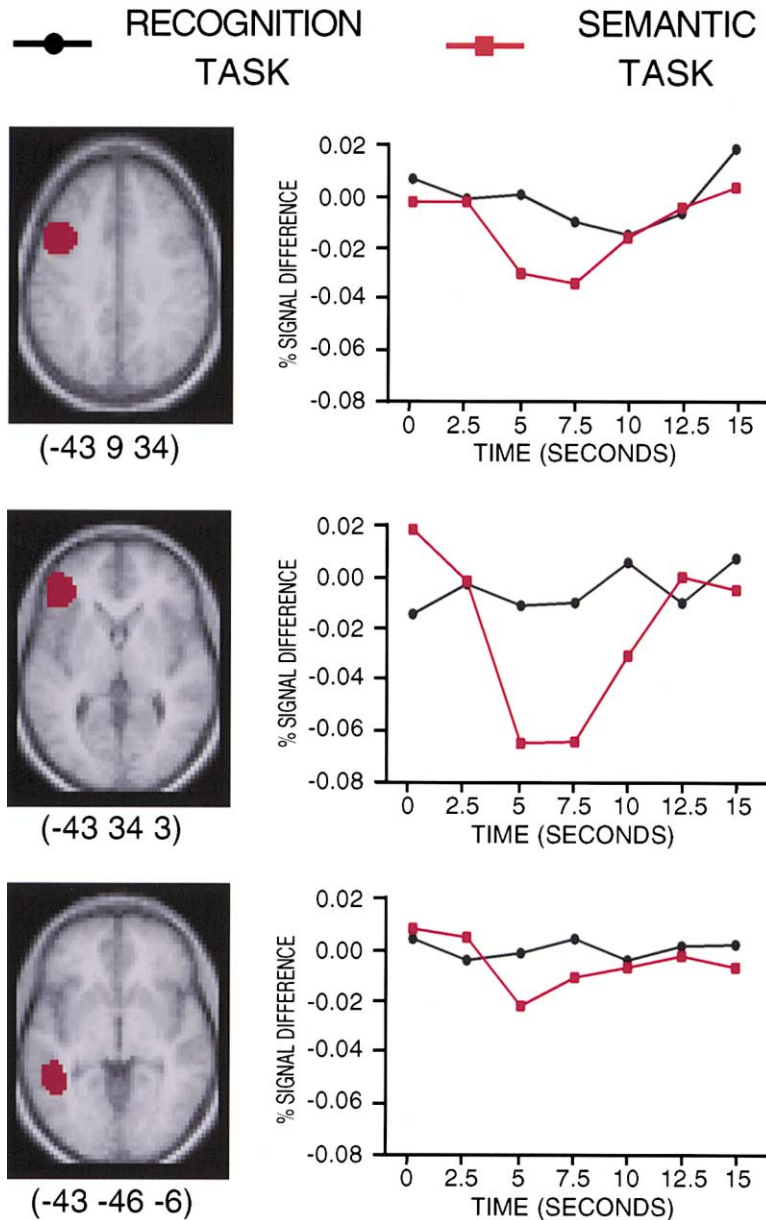 RECOGNITION TASK
SEMANTIC TASK
0.02
0.00
-0.02
-0.04
-0.06
-0.08
% SIGNAL DIFFERENCE
0 2.5 5 7.5 10 12.5 15
TIME (SECONDS)
(-43 9 34)
0.02
0.00
-0.02
-0.04
-0.06
-0.08
% SIGNAL DIFFERENCE
0 2.5 5 7.5 10 12.5 15
TIME (SECONDS)
(-43 34 3)
0.02
0.00
-0.02
-0.04
-0.06
-0.08
% SIGNAL DIFFERENCE
0 2.5 5 7.5 10 12.5 15
TIME (SECONDS)
(-43 -46 -6)